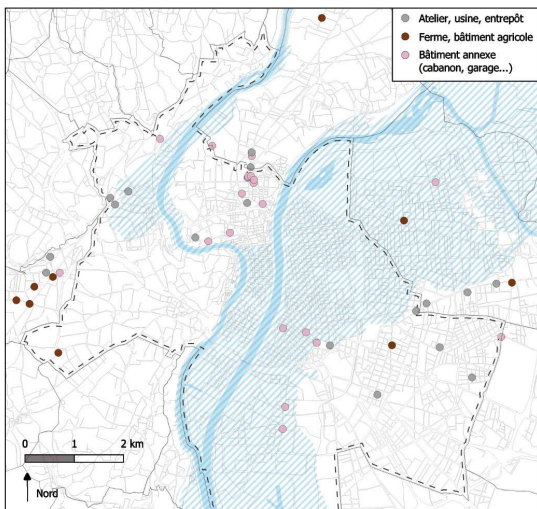 Atelier, usine, entrepôt
Ferme, bâtiment agricole
Bâtiment annexe
(cabanon, garage...)
0 1 2 km
Nord